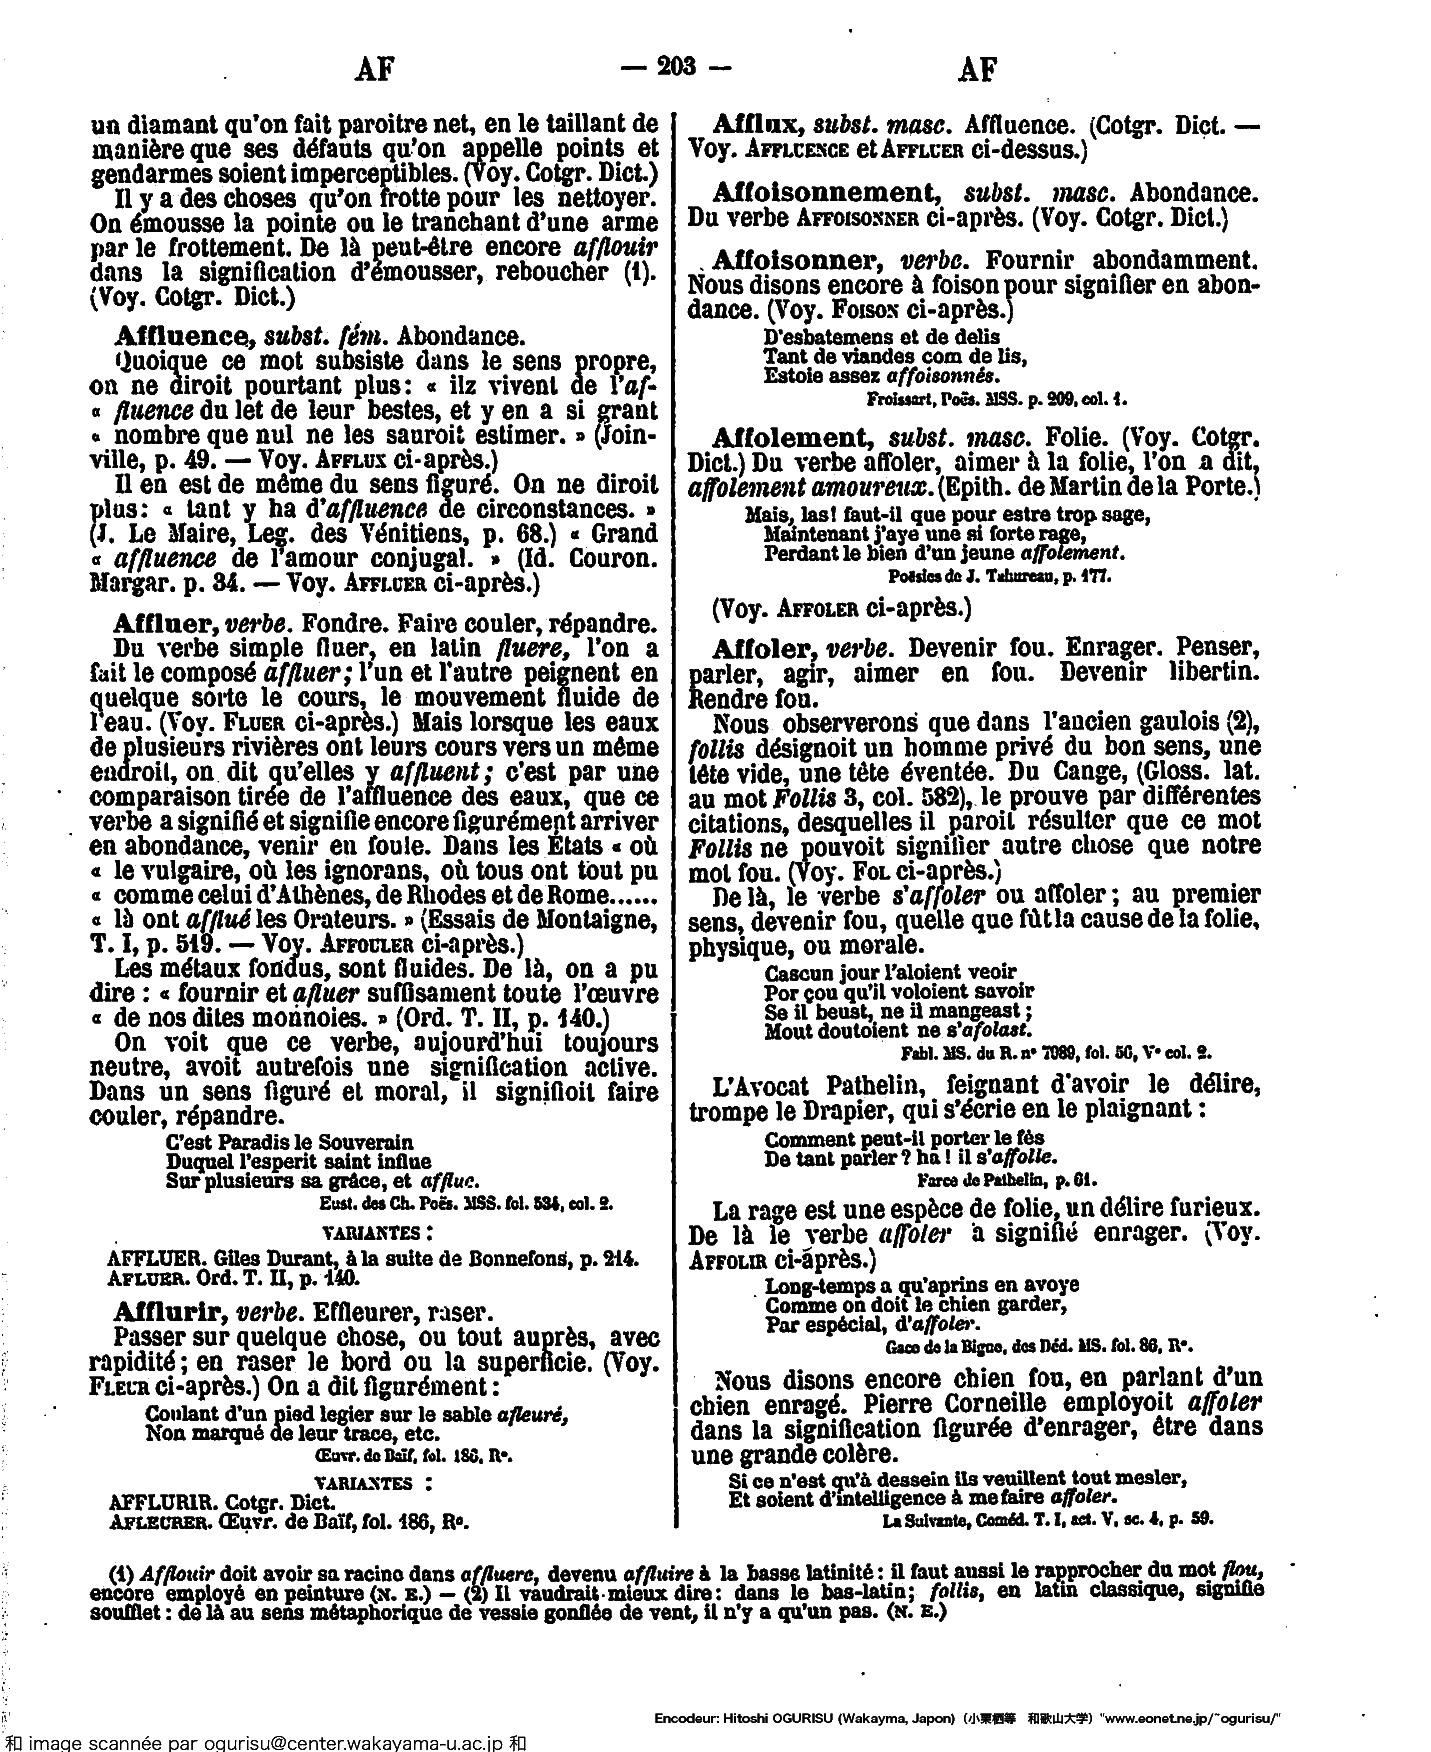 AF — 203 — AF
un diamant qu'on fait paroitre net, en le taillant de
manière que ses défauts qu'on appelle points et
gendarmes soient imperceptibles. (Voy. Cotgr. Dict.)
Il y a des choses qu'on frotte pour les nettoyer.
On émousse la pointe ou le tranchant d'une arme
par le frottement. De là peut-être encore afflouir
dans la signification d'émousser, reboucher (1).
(Voy. Cotgr. Dict.)
Affluence, subst. fém. Abondance.
Quoique ce mot subsiste dans le sens propre,
on ne diroit pourtant plus : « ilz vivent de l'af-
« fluence du let de leur bestes, et y en a si grant
« nombre que nul ne les sauroit estimer. » (Join-
ville, p. 49. — Voy. AFFLUX ci-après.)
Il en est de même du sens figuré. On ne diroit
plus : « tant y ha d'affluence de circonstances. »
(J. Le Maire, Leg. des Vénitiens, p. 68.) « Grand
« affluence de l'amour conjugal. » (Id. Couron.
Margar. p. 34. — Voy. AFFLUER ci-après.)
Affluer, verbe. Fondre. Faire couler, répandre.
Du verbe simple fluer, en latin fluere, l'on a
fait le composé affluer ; l'un et l'autre peignent en
quelque sorte le cours, le mouvement fluide de
l'eau. (Voy. FLUER ci-après.) Mais lorsque les eaux
de plusieurs rivières ont leurs cours vers un même
endroit, on dit qu'elles y affluent ; c'est par une
comparaison tirée de l'affluence des eaux, que ce
verbe a signifié et signifie encore figurément arriver
en abondance, venir en foule. Dans les États « où
« le vulgaire, où les ignorans, où tous ont tout pu
« comme celui d'Athènes, de Rhodes et de Rome......
« là ont afflué les Orateurs. » (Essais de Montaigne,
T. I, p. 519. — Voy. AFFOULER ci-après.)
Les métaux fondus, sont fluides. De là, on a pu
dire : « fournir et afluer suffisament toute l'œuvre
« de nos dites monnoies. » (Ord. T. II, p. 140.)
On voit que ce verbe, aujourd'hui toujours
neutre, avoit autrefois une signification active.
Dans un sens figuré et moral, il signifioit faire
couler, répandre.
C'est Paradis le Souverain
Duquel l'esperit saint influe
Sur plusieurs sa grâce, et afflue.
Eust. des Ch. Poës. MSS. fol. 534, col. 2.
VARIANTES :
AFFLUER. Giles Durant, à la suite de Bonnefons, p. 214.
AFLUER. Ord. T. II, p. 140.
Afflurir, verbe. Effleurer, raser.
Passer sur quelque chose, ou tout auprès, avec
rapidité ; en raser le bord ou la superficie. (Voy.
FLEUR ci-après.) On a dit figurément :
Coulant d'un pied legier sur le sable afleuré,
Non marqué de leur trace, etc.
Œuvr. de Baïf, fol. 186, R°.
VARIANTES :
AFFLURIR. Cotgr. Dict.
AFLEURER. Œuvr. de Baïf, fol. 186, R°.
Afflux, subst. masc. Affluence. (Cotgr. Dict. —
Voy. AFFLUENCE et AFFLUER ci-dessus.)
Affoisonnement, subst. masc. Abondance.
Du verbe AFFOISONNER ci-après. (Voy. Cotgr. Dict.)
Affoisonner, verbe. Fournir abondamment.
Nous disons encore à foison pour signifier en abon-
dance. (Voy. FOISON ci-après.)
D'esbatemens et de delis
Tant de viandes com de lis,
Estoie assez affoisonnés.
Froissart, Poës. MSS. p. 209, col. 1.
Affolement, subst. masc. Folie. (Voy. Cotgr.
Dict.) Du verbe affoler, aimer à la folie, l'on a dit,
affolement amoureux. (Epith. de Martin de la Porte.)
Mais, las! faut-il que pour estre trop sage,
Maintenant j'aye une si forte rage,
Perdant le bien d'un jeune affolement.
Poësies de J. Tahureau, p. 177.
(Voy. AFFOLER ci-après.)
Affoler, verbe. Devenir fou. Enrager. Penser,
parler, agir, aimer en fou. Devenir libertin.
Rendre fou.
Nous observerons que dans l'ancien gaulois (2),
follis désignoit un homme privé du bon sens, une
tête vide, une tête éventée. Du Cange, (Gloss. lat.
au mot Follis 3, col. 582), le prouve par différentes
citations, desquelles il paroit résulter que ce mot
Follis ne pouvoit signifier autre chose que notre
mot fou. (Voy. FOL ci-après.)
De là, le verbe s'affoler ou affoler ; au premier
sens, devenir fou, quelle que fût la cause de la folie,
physique, ou morale.
Cascun jour l'aloient veoir
Por çou qu'il voloient savoir
Se il beust, ne il mangeast ;
Mout doutoient ne s'afolast.
Fabl. MS. du R. n° 7989, fol. 56, V° col. 2.
L'Avocat Pathelin, feignant d'avoir le délire,
trompe le Drapier, qui s'écrie en le plaignant :
Comment peut-il porter le fès
De tant parler ? ha ! il s'affolle.
Farce de Pathelin, p. 61.
La rage est une espèce de folie, un délire furieux.
De là le verbe affoler a signifié enrager. (Voy.
AFFOLIR ci-après.)
Long-temps a qu'aprins en avoye
Comme on doit le chien garder,
Par espécial, d'affoler.
Gace de la Bigne, des Déd. MS. fol. 86, R°.
Nous disons encore chien fou, en parlant d'un
chien enragé. Pierre Corneille employoit affoler
dans la signification figurée d'enrager, être dans
une grande colère.
Si ce n'est qu'à dessein ils veuillent tout mesler,
Et soient d'intelligence à me faire affoler.
La Suivante, Coméd. T. I, act. V, sc. 4, p. 59.
(1) Afflouir doit avoir sa racine dans affluere, devenu affluire à la basse latinité : il faut aussi le rapprocher du mot flou,
encore employé en peinture (N. E.) — (2) Il vaudrait mieux dire : dans le bas-latin ; follis, en latin classique, signifie
soufflet : de là au sens métaphorique de vessie gonflée de vent, il n'y a qu'un pas. (N. E.)
Encodeur: Hitoshi OGURISU (Wakayma, Japon) (小栗栖等 和歌山大学) "www.eonet.ne.jp/~ogurisu/"
和 image scannée par ogurisu@center.wakayama-u.ac.jp 和